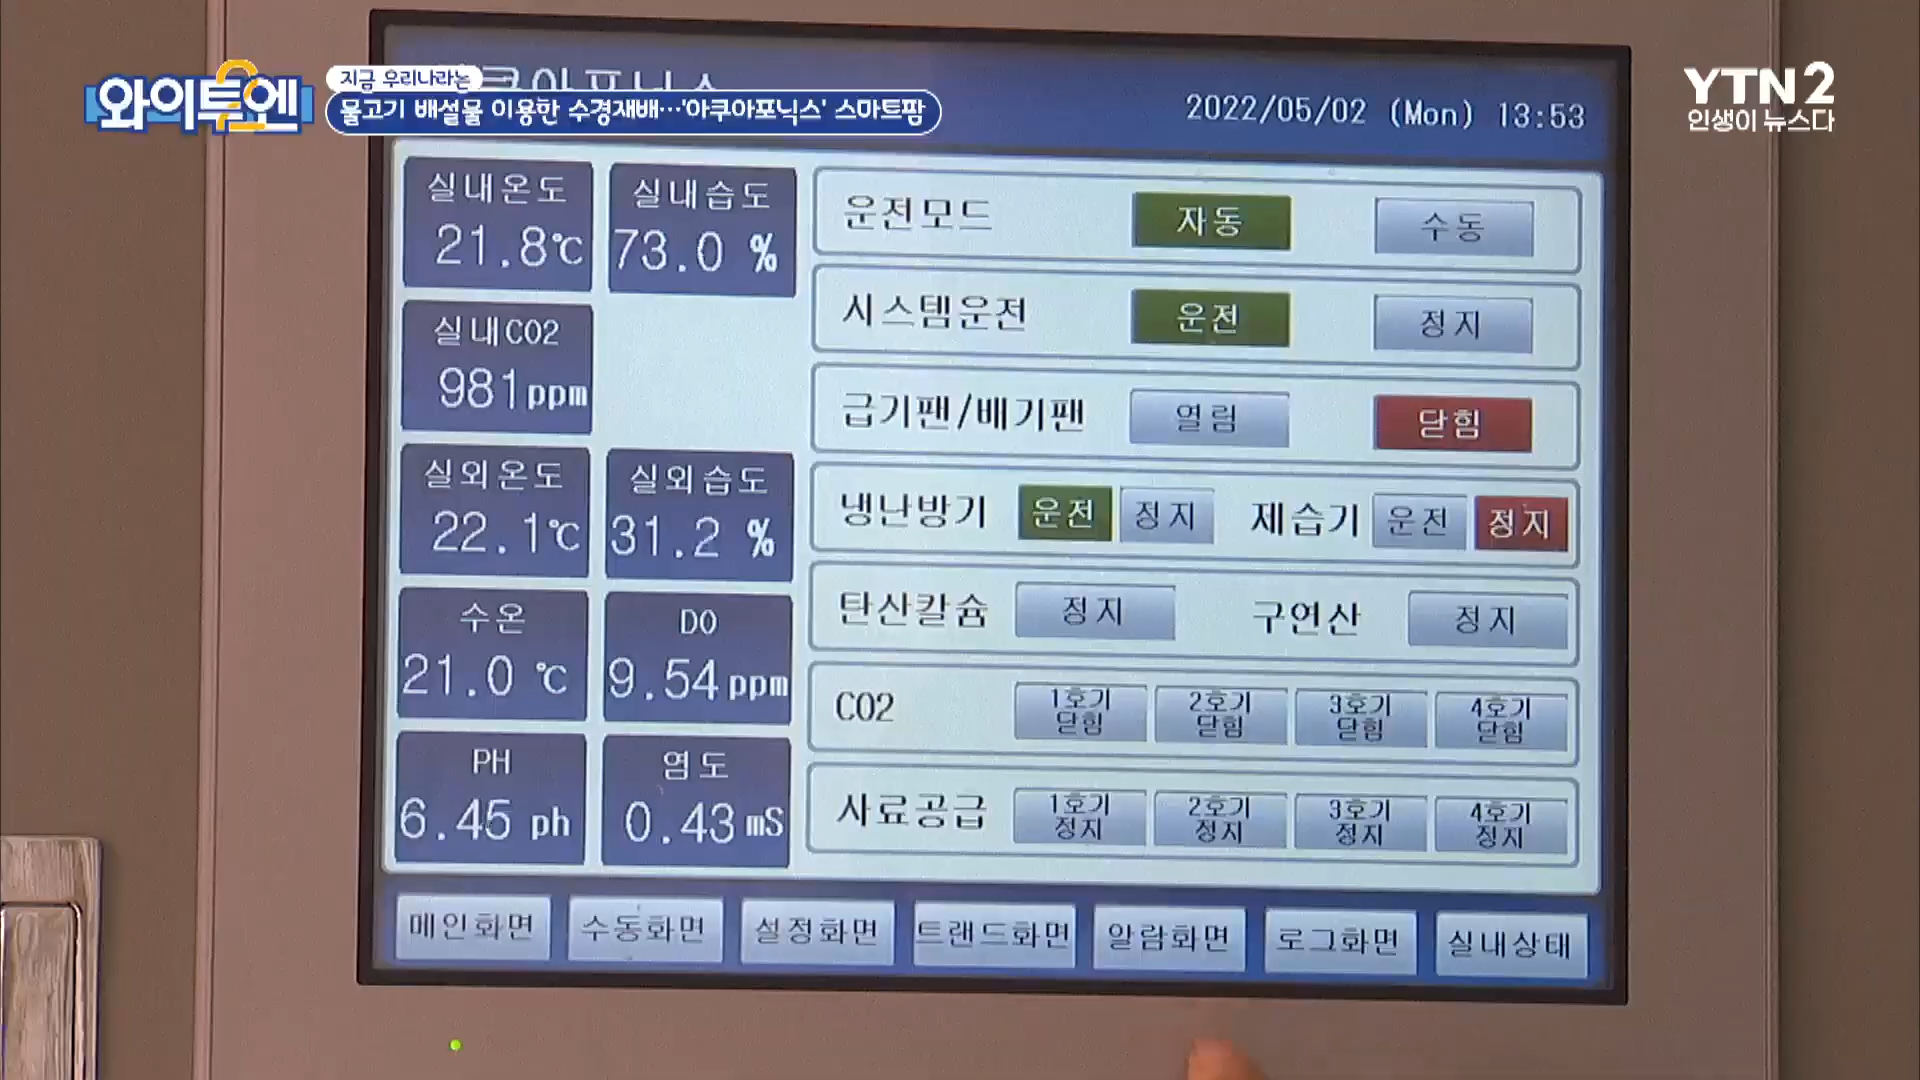 와이투엔
지금 우리나라는
물고기 배설물 이용한 수경재배…'아쿠아포닉스' 스마트팜
YTN2
인생이 뉴스다
2022/05/02 (Mon) 13:53
실내온도
21.8℃
실내습도
73.0 %
실내CO2
981ppm
실외온도
22.1℃
실외습도
31.2 %
수온
21.0 ℃
DO
9.54ppm
PH
6.45 ph
염도
0.43mS
운전모드 자동 수동
시스템운전 운전 정지
급기팬/배기팬 열림 닫힘
냉난방기 운전 정지 제습기 운전 정지
탄산칼슘 정지 구연산 정지
CO2
1호기
닫힘
2호기
닫힘
3호기
닫힘
4호기
닫힘
사료공급
1호기
정지
2호기
정지
3호기
정지
4호기
정지
메인화면 수동화면 설정화면 트랜드화면 알람화면 로그화면 실내상태